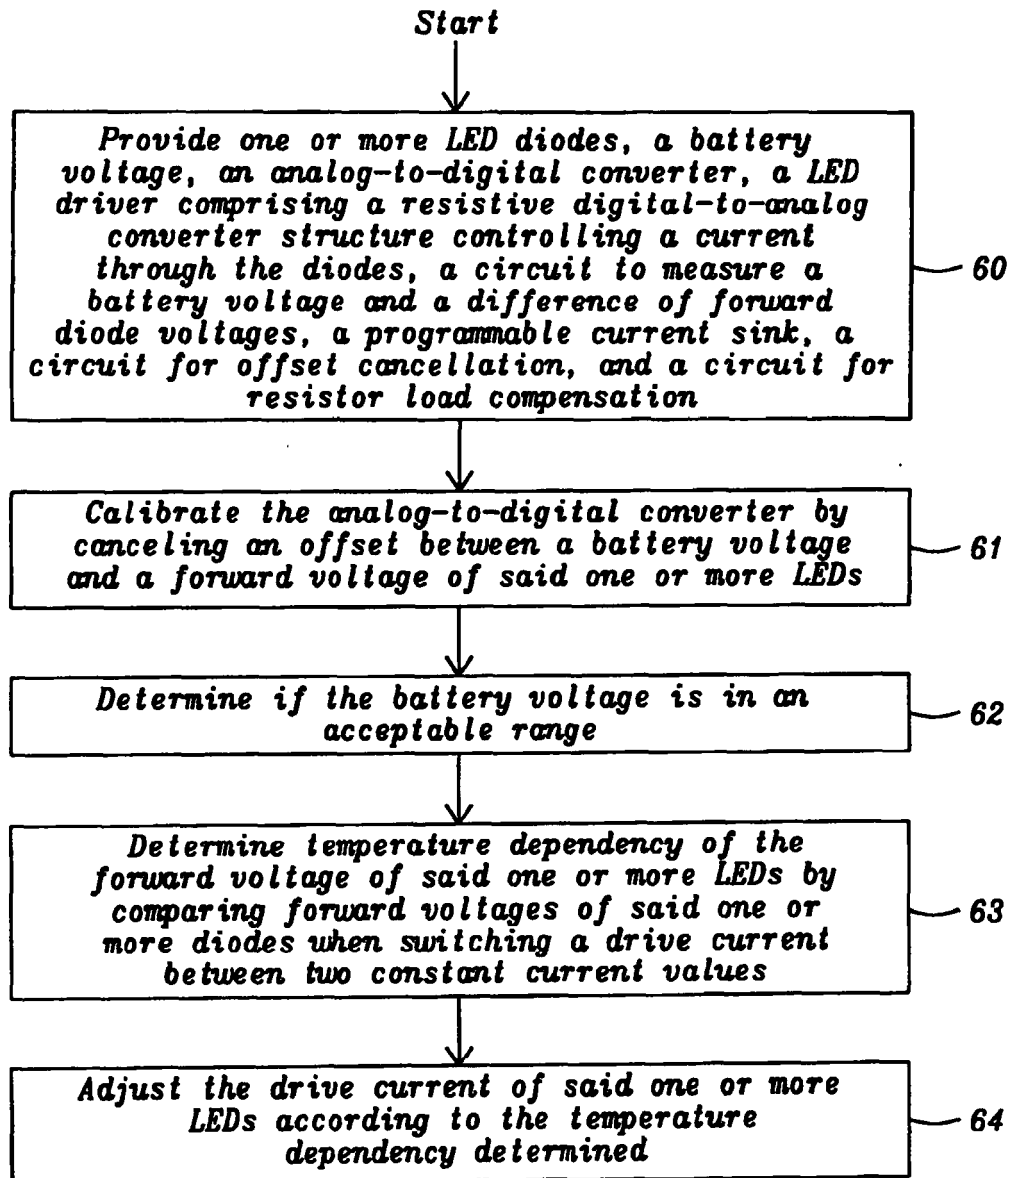 Start
Provide one or more LED diodes, a battery
voltage, an analog-to-digital converter, a LED
driver comprising a resistive digital-to-analog
converter structure controlling a current
through the diodes, a circuit to measure a
battery voltage and a difference of forward
diode voltages, a programmable current sink, a
circuit for offset cancellation, and a circuit for
resistor load compensation
60
Calibrate the analog-to-digital converter by
canceling an offset between a battery voltage
and a forward voltage of said one or more LEDs
61
Determine if the battery voltage is in an
acceptable range
62
Determine temperature dependency of the
forward voltage of said one or more LEDs by
comparing forward voltages of said one or
more diodes when switching a drive current
between two constant current values
63
Adjust the drive current of said one or more
LEDs according to the temperature
dependency determined
64